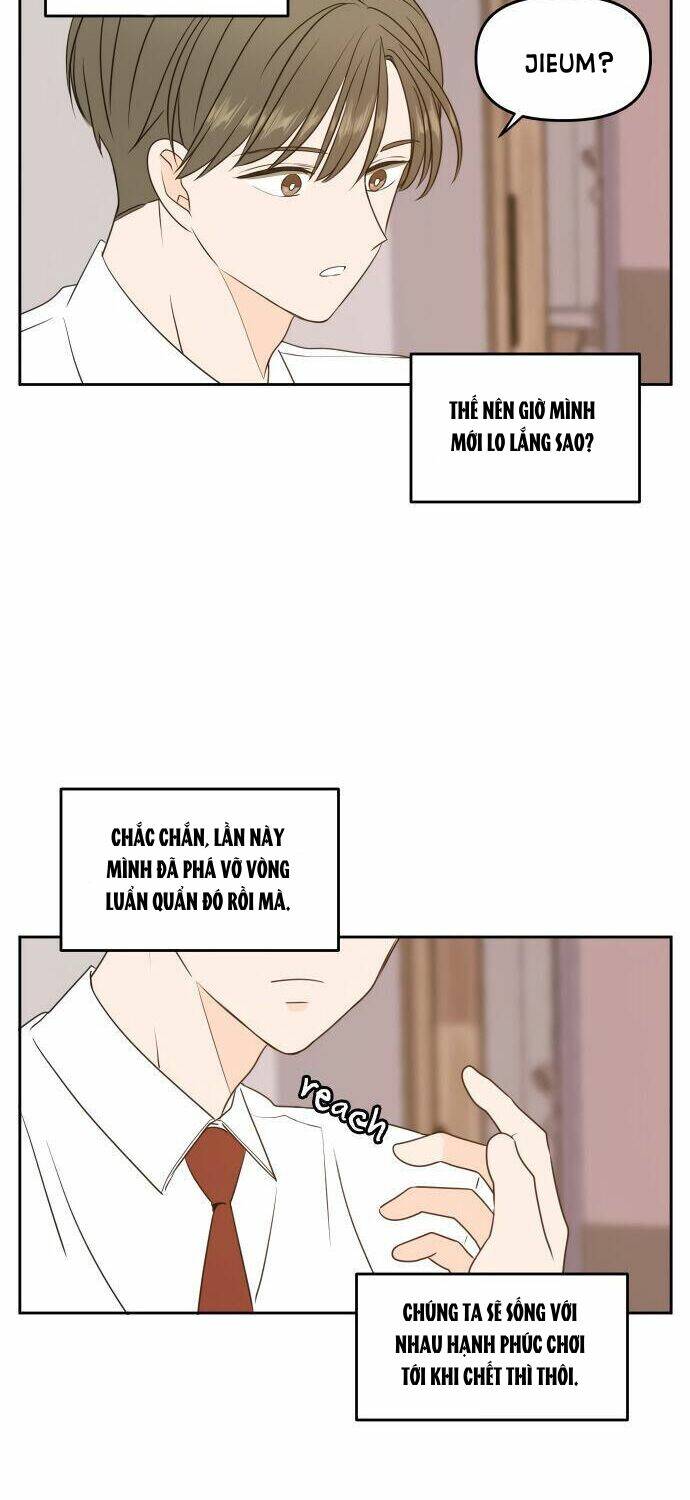 JIEUM?
THẾ NÊN GIỜ MÌNH
MỚI LO LẮNG SAO?
CHẮC CHẮN, LẦN NÀY
MÌNH ĐÃ PHÁ VỠ VÒNG
LUẨN QUẨN ĐÓ RỒI MÀ.
reach
CHÚNG TA SẼ SỐNG VỚI
NHAU HẠNH PHÚC CHƠI
TỚI KHI CHẾT THÌ THÔI.